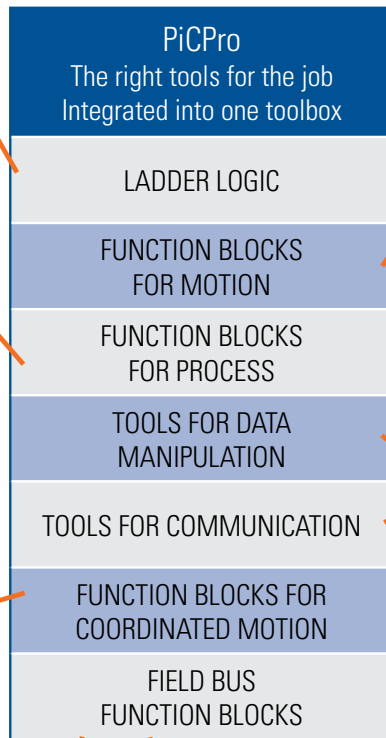 PiCPro
The right tools for the job
Integrated into one toolbox
LADDER LOGIC
FUNCTION BLOCKS
FOR MOTION
FUNCTION BLOCKS
FOR PROCESS
TOOLS FOR DATA
MANIPULATION
TOOLS FOR COMMUNICATION
FUNCTION BLOCKS FOR
COORDINATED MOTION
FIELD BUS
FUNCTION BLOCKS